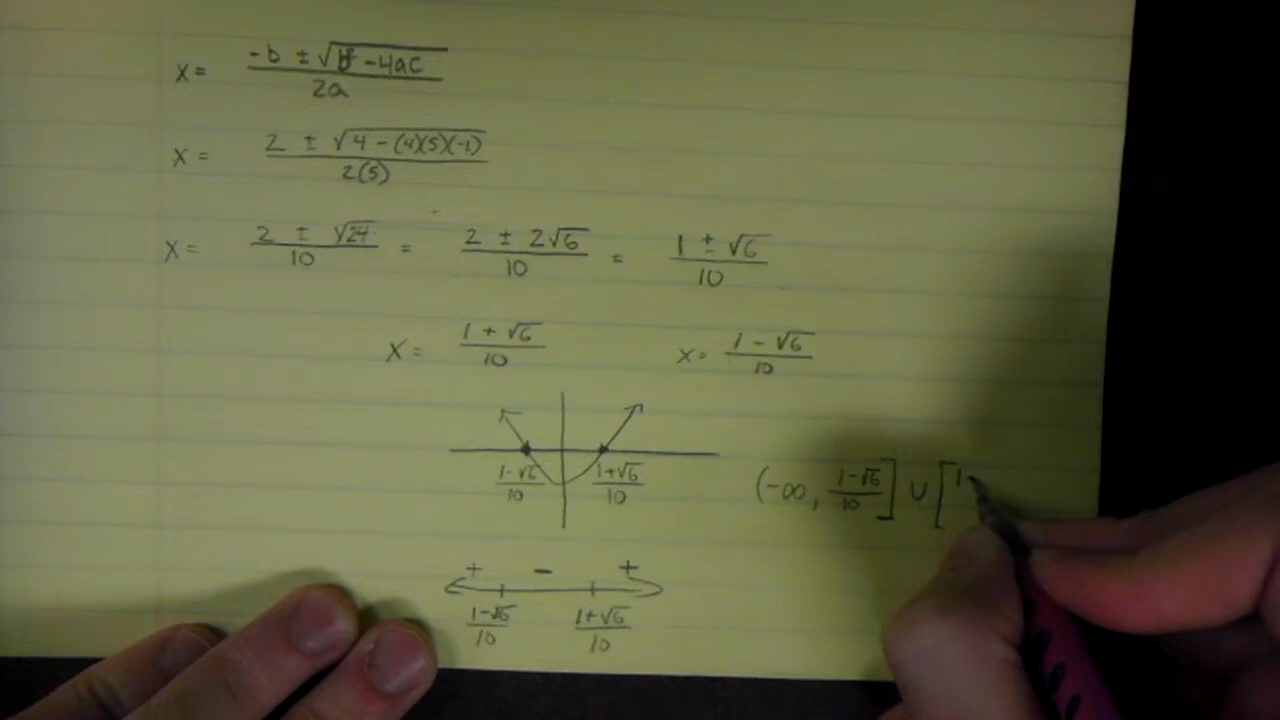 x = (-b ± √(b² - 4ac)) / 2a
x = (2 ± √(4 - (4)(5)(-1))) / 2(5)
x = (2 ± √24) / 10 = (2 ± 2√6) / 10 = (1 ± √6) / 10
x = (1 + √6) / 10 x = (1 - √6) / 10
(1-√6)/10 (1+√6)/10 (-∞, (1-√6)/10] ∪ [1
+ - +
(1-√6)/10 (1+√6)/10